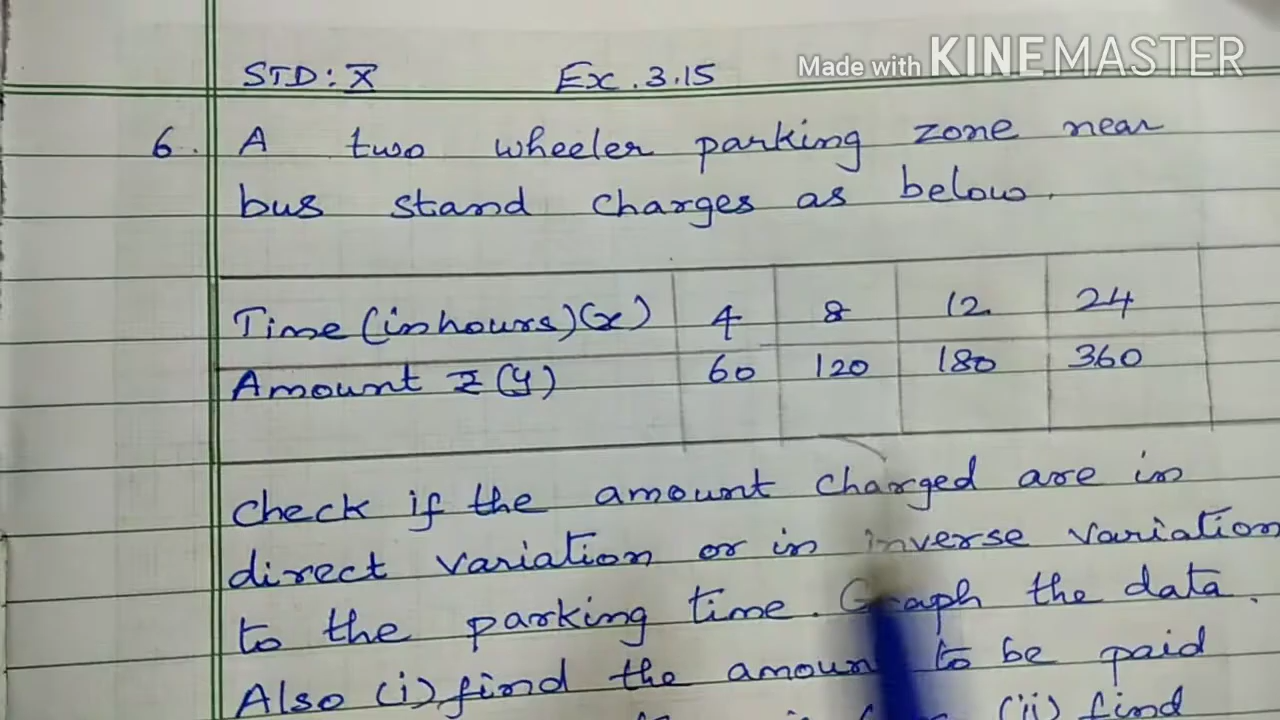 Made with KINEMASTER
STD: X Ex. 3.15
6. A two wheeler parking zone near
bus stand charges as below.
Time (in hours) (x) 4 8 12 24
Amount ₹ (y) 60 120 180 360
check if the amount charged are in
direct variation or in inverse variation
to the parking time. Graph the data.
Also (i) find the amount to be paid
(ii) find